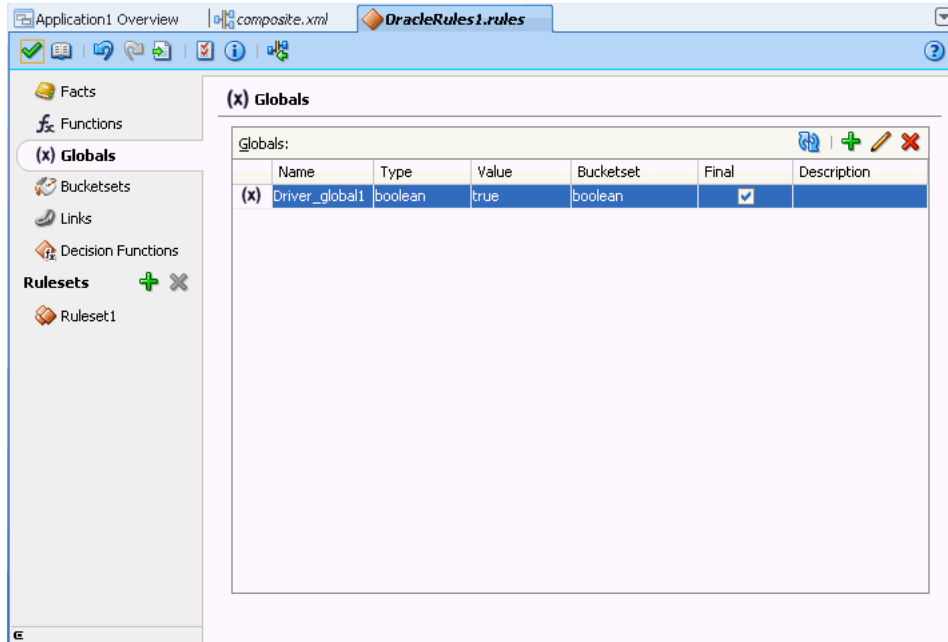 Application1 Overview composite.xml OracleRules1.rules
Facts
fx Functions
(x) Globals
Bucketsets
Links
Decision Functions
Rulesets
Ruleset1
(x) Globals
Globals:
Name Type Value Bucketset Final Description
(x) Driver_global1 boolean true boolean